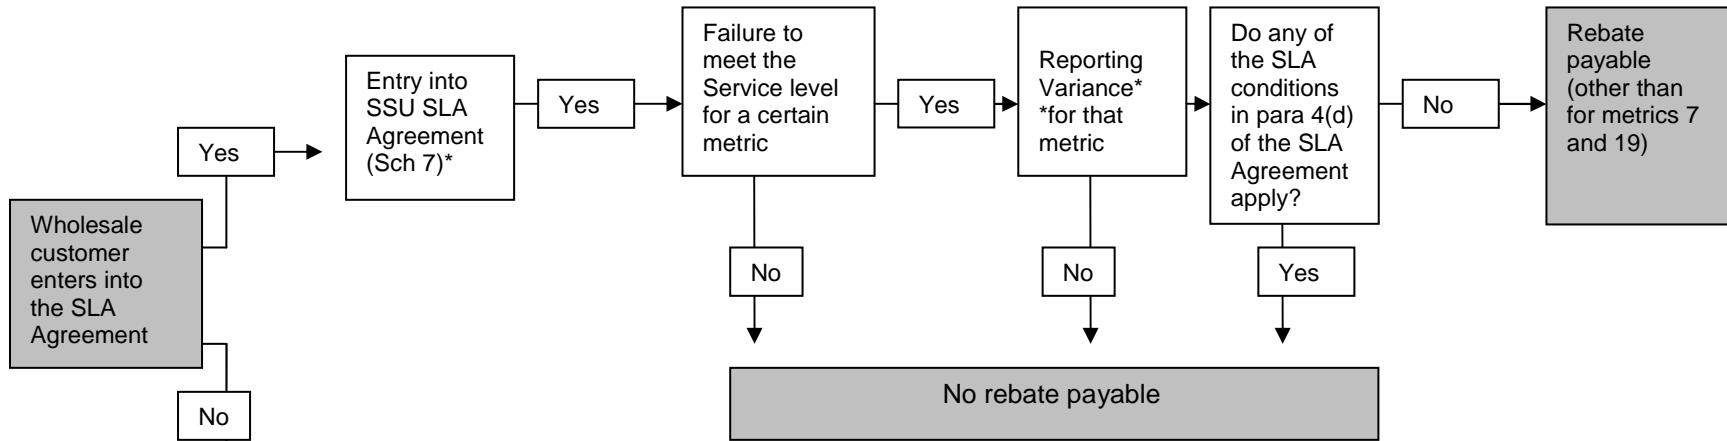 Wholesale
customer
enters into
the SLA
Agreement
Yes
No
Entry into
SSU SLA
Agreement
(Sch 7)*
Yes
Failure to
meet the
Service level
for a certain
metric
No
Yes
Reporting
Variance*
*for that
metric
No
Do any of
the SLA
conditions
in para 4(d)
of the SLA
Agreement
apply?
Yes
No
Rebate
payable
(other than
for metrics 7
and 19)
No rebate payable